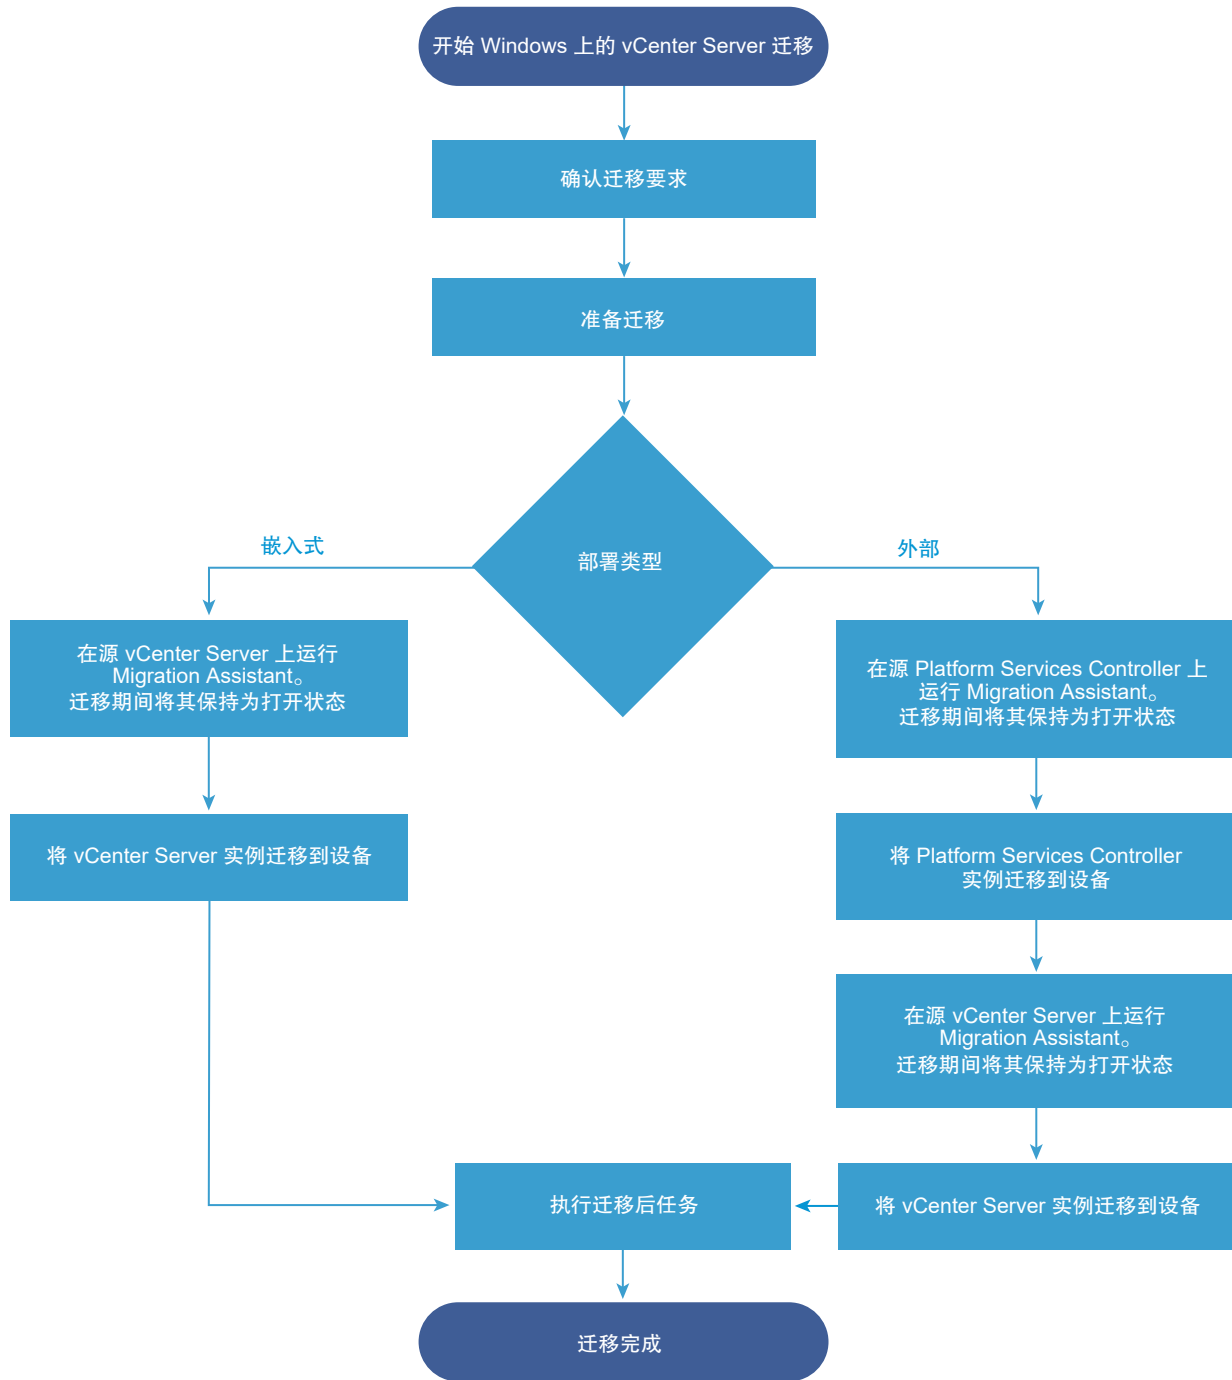 开始 Windows 上的 vCenter Server 迁移
确认迁移要求
准备迁移
部署类型
嵌入式
外部
在源 vCenter Server 上运行
Migration Assistant。
迁移期间将其保持为打开状态
将 vCenter Server 实例迁移到设备
在源 Platform Services Controller 上
运行 Migration Assistant。
迁移期间将其保持为打开状态
将 Platform Services Controller
实例迁移到设备
在源 vCenter Server 上运行
Migration Assistant。
迁移期间将其保持为打开状态
将 vCenter Server 实例迁移到设备
执行迁移后任务
迁移完成